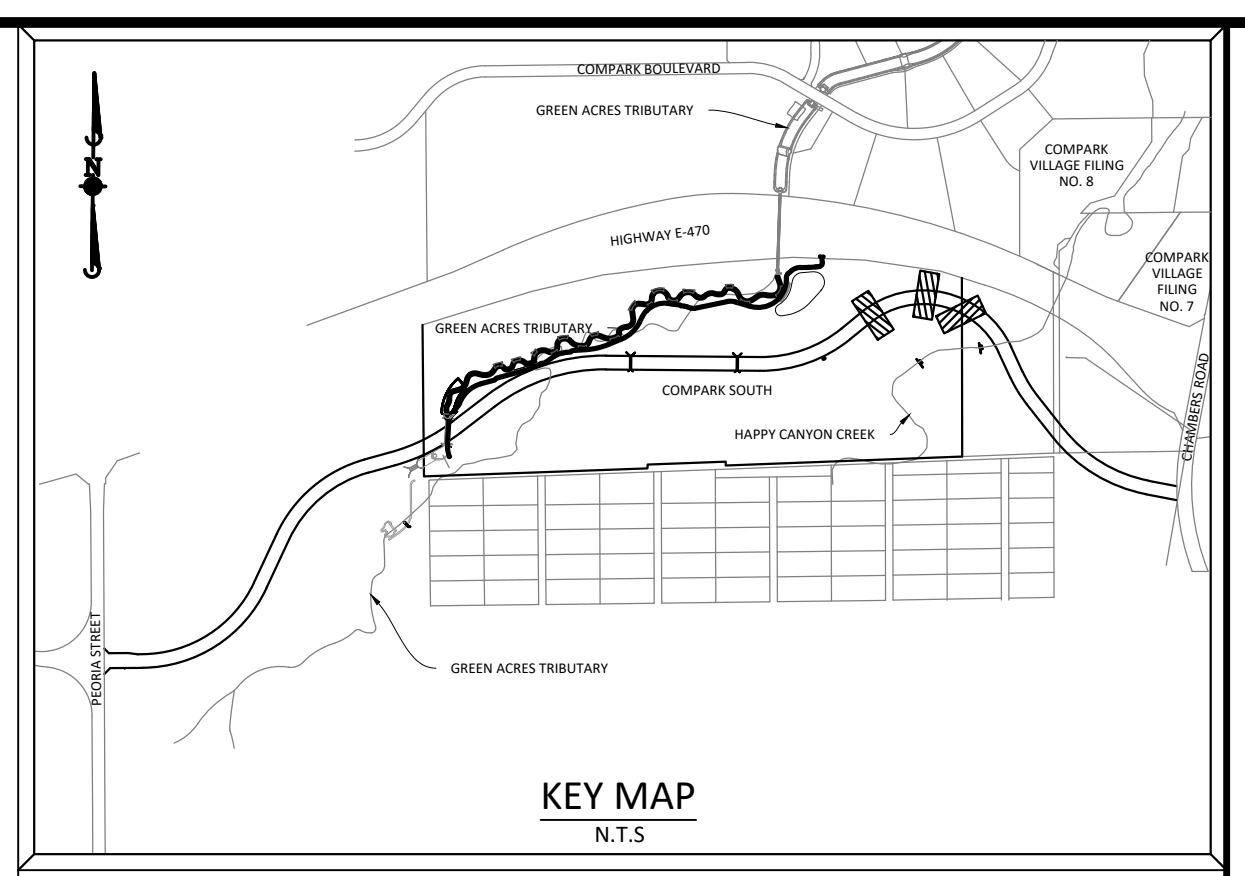 COMPARK BOULEVARD
GREEN ACRES TRIBUTARY
COMPARK
VILLAGE FILING
NO. 8
N
HIGHWAY E-470
COMPARK
VILLAGE
FILING
NO. 7
GREEN ACRES TRIBUTARY
COMPARK SOUTH
CHAMBERS ROAD
HAPPY CANYON CREEK
PEORIA STREET
GREEN ACRES TRIBUTARY
KEY MAP
N.T.S